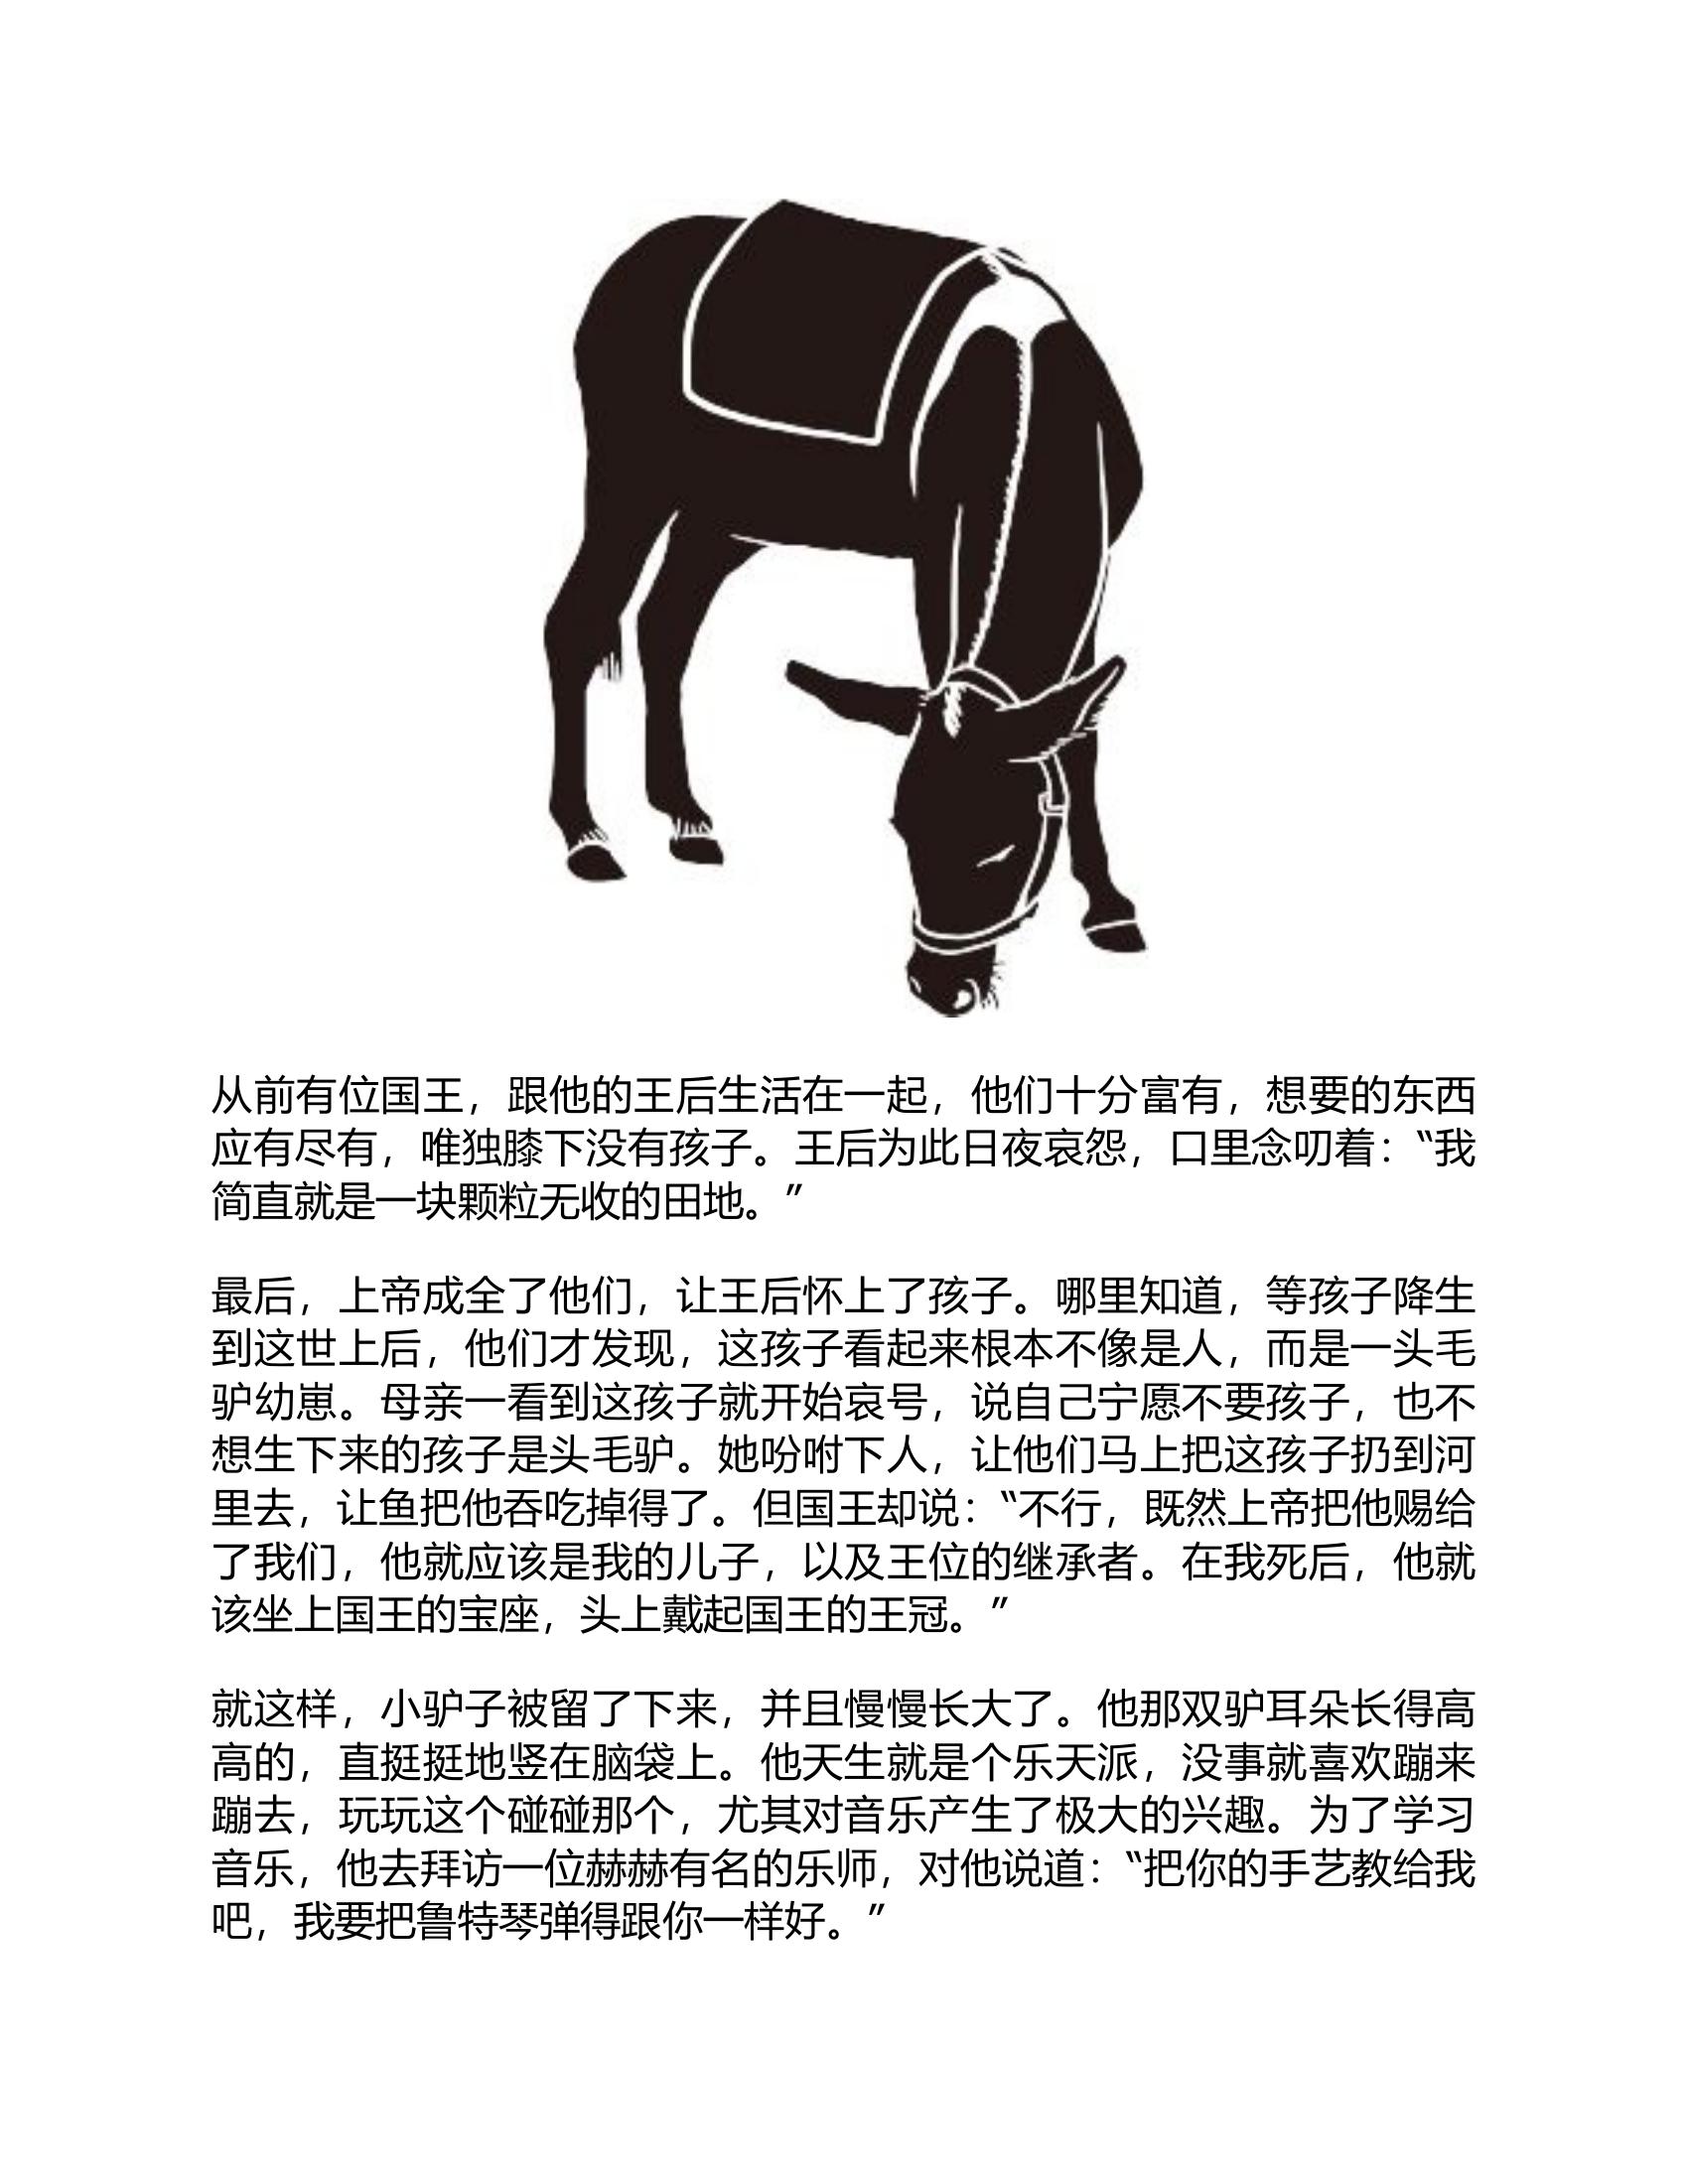 从前有位国王，跟他的王后生活在一起，他们十分富有，想要的东西
应有尽有，唯独膝下没有孩子。王后为此日夜哀怨，口里念叨着：“我
简直就是一块颗粒无收的田地。”
最后，上帝成全了他们，让王后怀上了孩子。哪里知道，等孩子降生
到这世上后，他们才发现，这孩子看起来根本不像是人，而是一头毛
驴幼崽。母亲一看到这孩子就开始哀号，说自己宁愿不要孩子，也不
想生下来的孩子是头毛驴。她吩咐下人，让他们马上把这孩子扔到河
里去，让鱼把他吞吃掉得了。但国王却说：“不行，既然上帝把他赐给
了我们，他就应该是我的儿子，以及王位的继承者。在我死后，他就
该坐上国王的宝座，头上戴起国王的王冠。”
就这样，小驴子被留了下来，并且慢慢长大了。他那双驴耳朵长得高
高的，直挺挺地竖在脑袋上。他天生就是个乐天派，没事就喜欢蹦来
蹦去，玩玩这个碰碰那个，尤其对音乐产生了极大的兴趣。为了学习
音乐，他去拜访一位赫赫有名的乐师，对他说道：“把你的手艺教给我
吧，我要把鲁特琴弹得跟你一样好。”